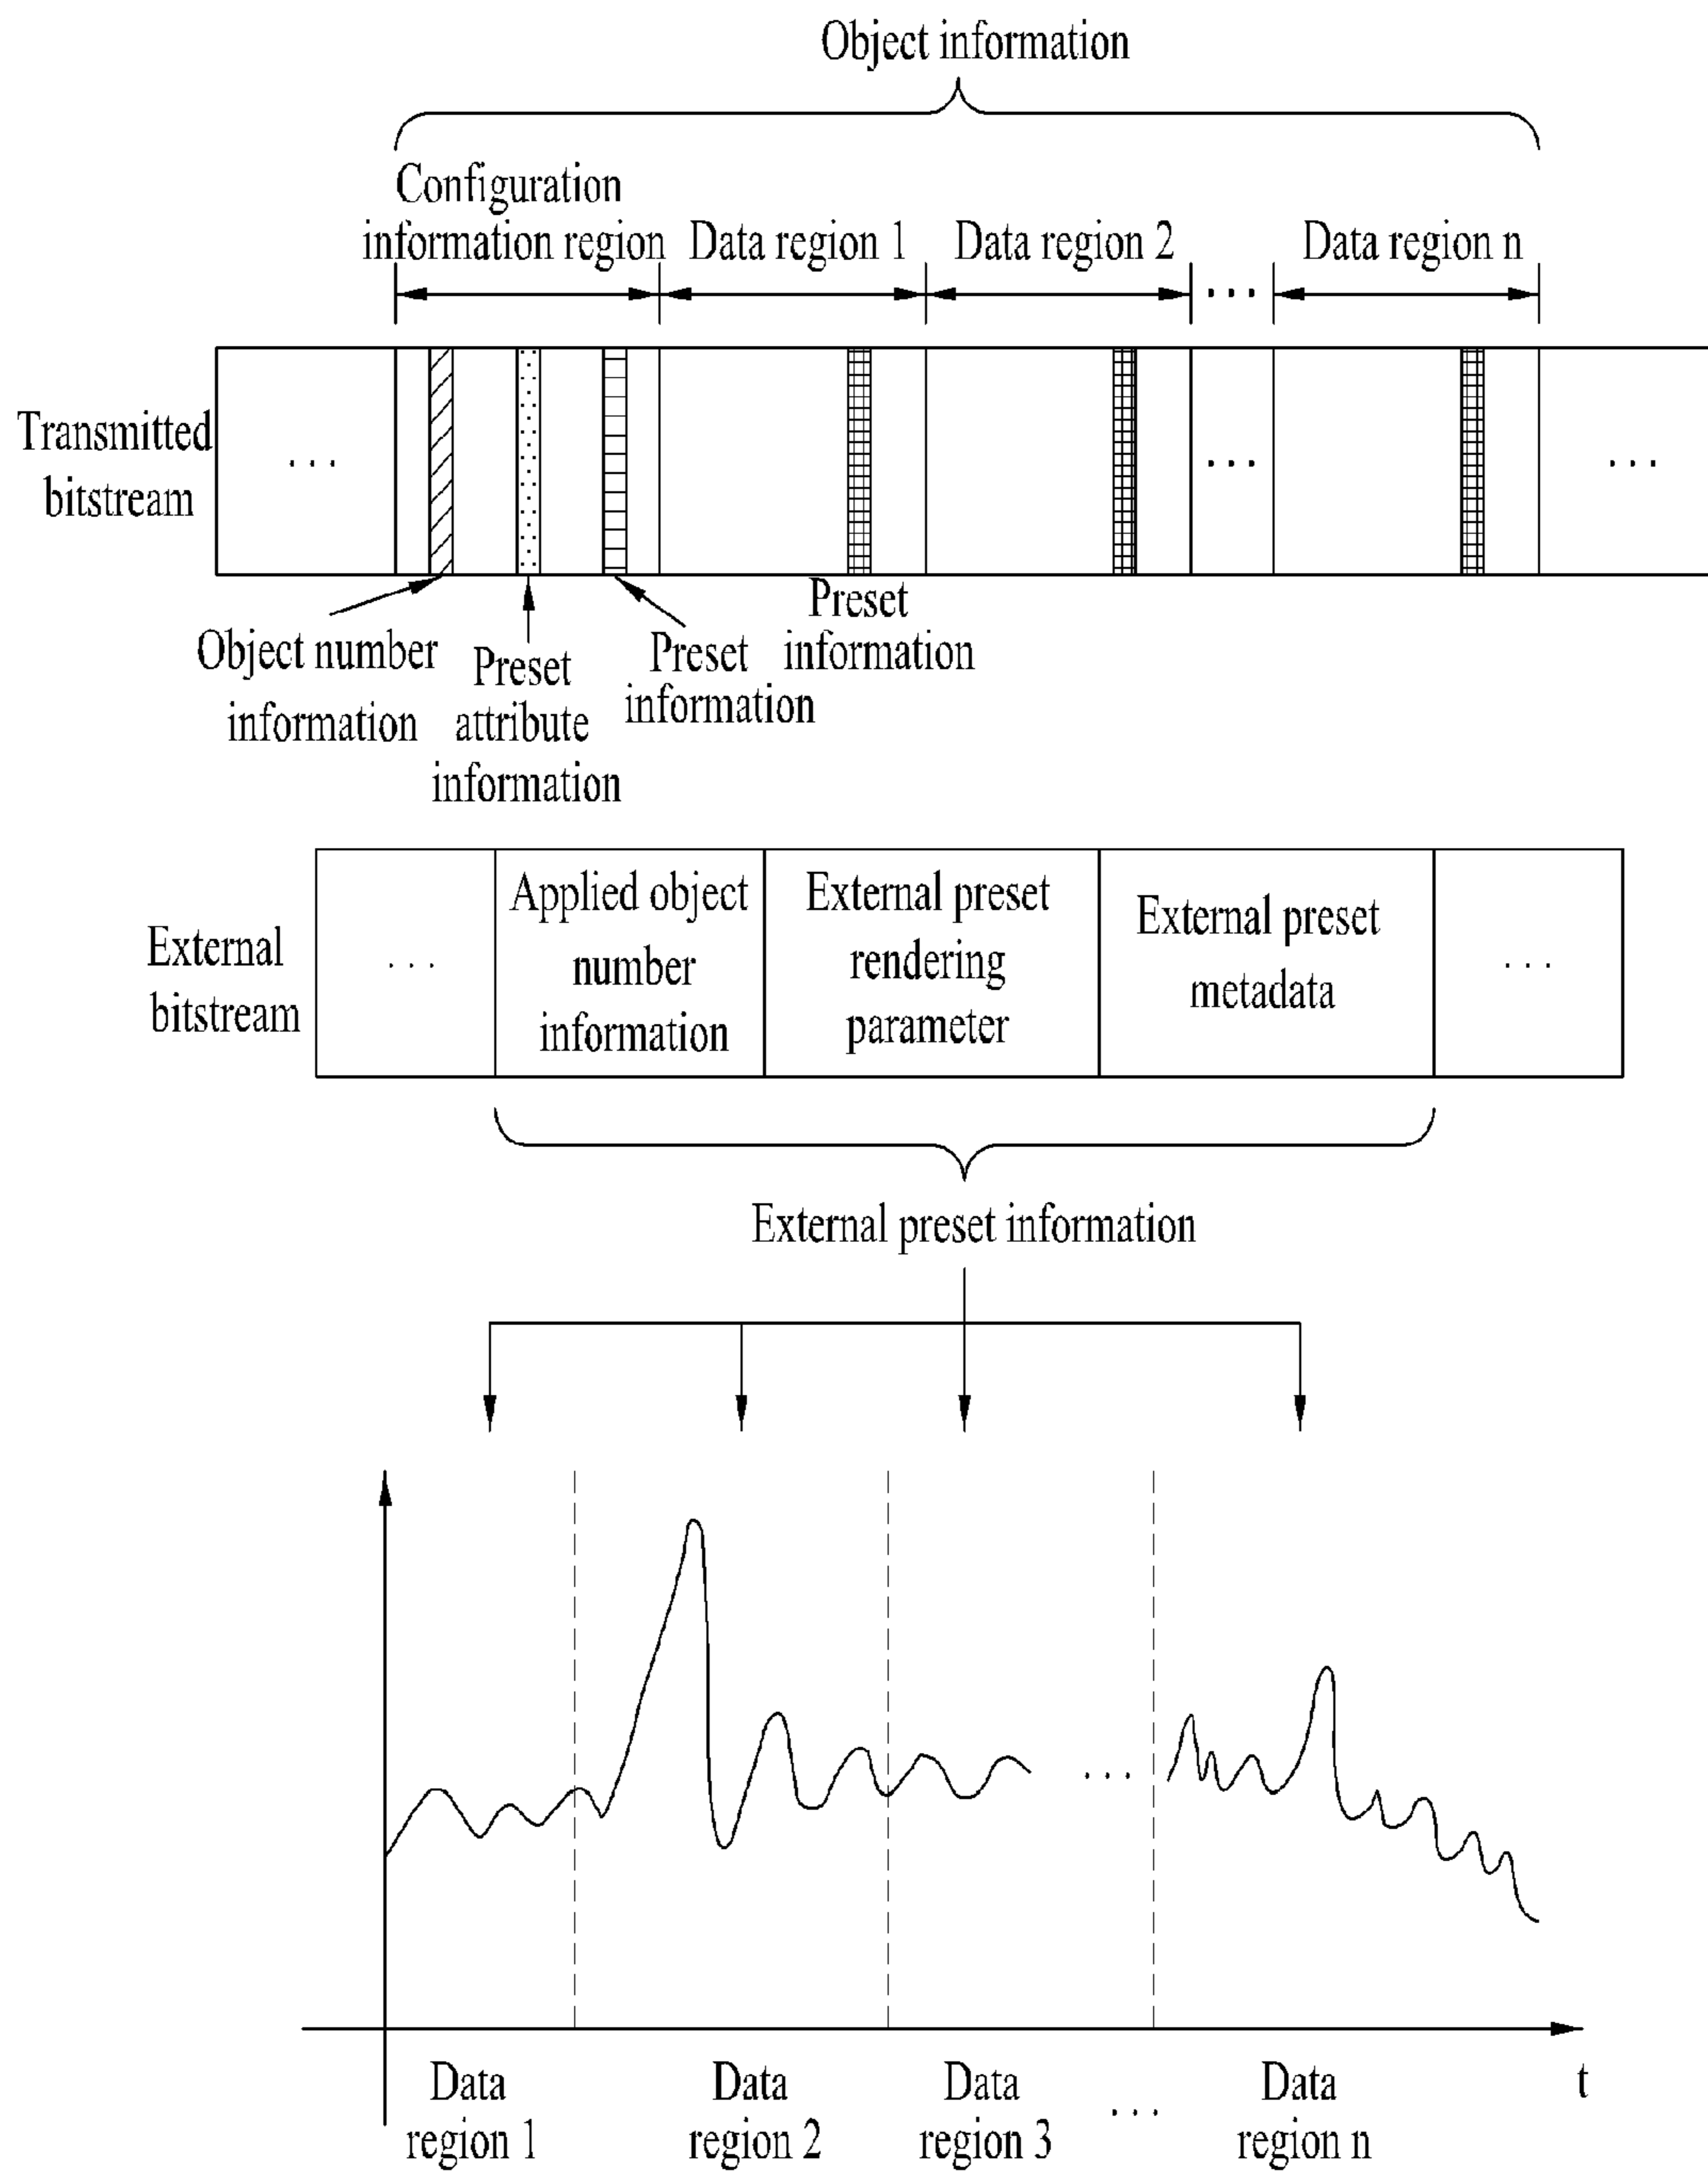 Object information
Configuration
information region
Data region 1
Data region 2
...
Data region n
Transmitted
bitstream
...
...
...
Object number
information
Preset
attribute
information
Preset
information
Preset
information
External
bitstream
...
Applied object
number
information
External preset
rendering
parameter
External preset
metadata
...
External preset information
...
Data
region 1
Data
region 2
Data
region 3
...
Data
region n
t